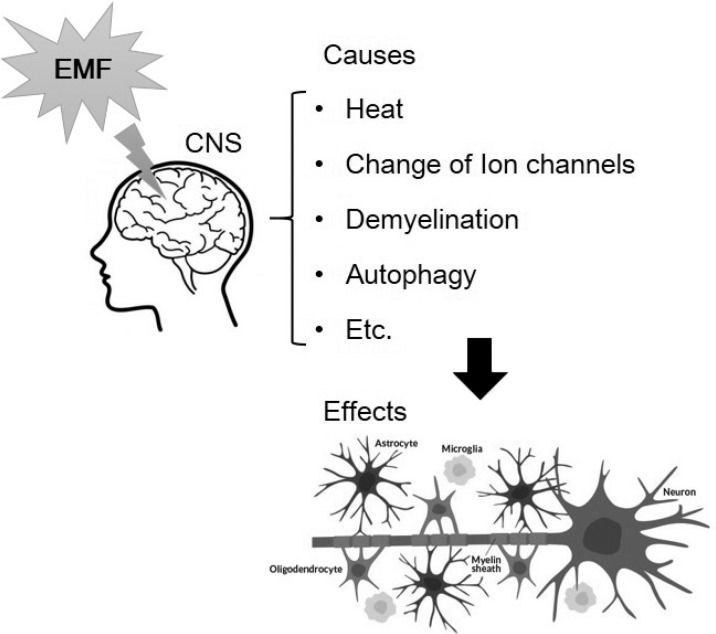 EMF
CNS
Causes
• Heat
• Change of Ion channels
• Demyelination
• Autophagy
• Etc.
Effects
Astrocyte
Microglia
Neuron
Oligodendrocyte
Myelin
sheath